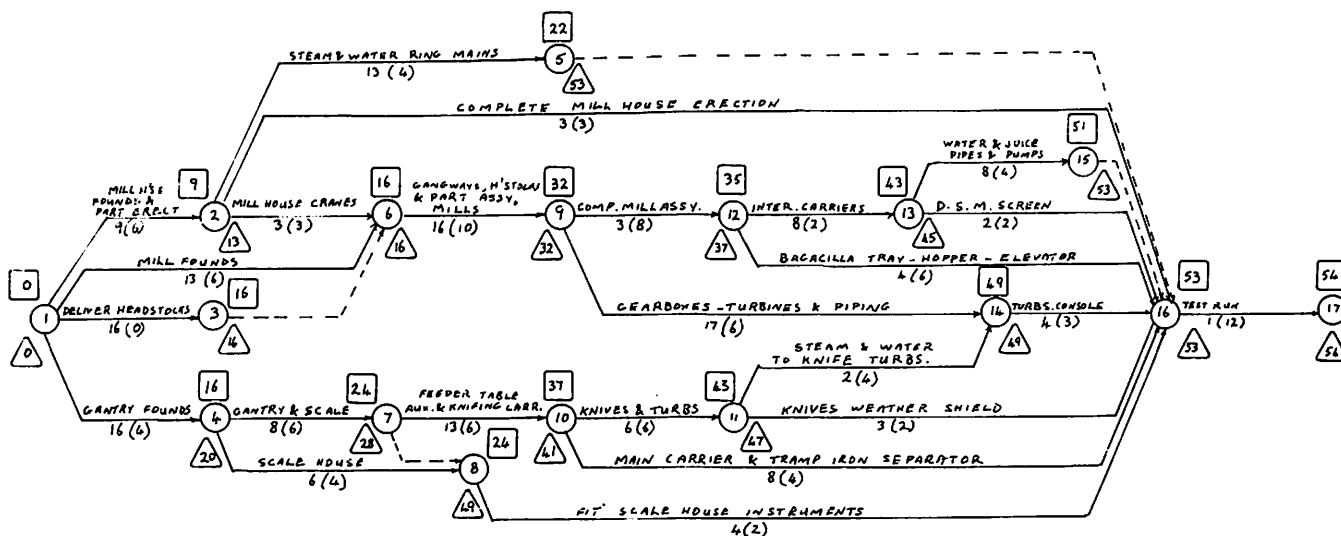 22
STEAM & WATER RING MAINS
5
13 (4)
53
COMPLETE MILL HOUSE ERECTION
3 (3)
51
WATER & JUICE
PIPES & PUMPS
15
8 (4)
53
MILL H'SE
FOUNDS &
PART ERECT
9 (6)
9
2
13
MILL HOUSE CRANES
3 (3)
16
6
16
GANGWAYS, H'STOCKS
& PART ASSY,
MILLS
16 (10)
32
9
32
COMP. MILL ASSY.
3 (8)
35
12
37
INTER. CARRIERS
8 (2)
43
13
45
D. S. M. SCREEN
2 (2)
MILL FOUNDS
13 (6)
BAGACILLA TRAY - HOPPER - ELEVATOR
4 (6)
0
1
0
DELIVER HEADSTOCKS
16 (0)
16
3
16
GEARBOXES - TURBINES & PIPING
17 (6)
49
14
49
TURBS. CONSOLE
4 (3)
53
16
53
TEST RUN
1 (12)
54
17
54
STEAM & WATER
TO KNIFE TURBS.
2 (4)
GANTRY FOUNDS
16 (4)
16
4
20
GANTRY & SCALE
8 (6)
24
7
28
FEEDER TABLE
AUX. & KNIFING CARR.
13 (6)
37
10
41
KNIVES & TURBS
6 (6)
43
11
47
KNIVES WEATHER SHIELD
3 (2)
SCALE HOUSE
6 (4)
24
8
49
MAIN CARRIER & TRAMP IRON SEPARATOR
8 (4)
FIT SCALE HOUSE INSTRUMENTS
4 (2)